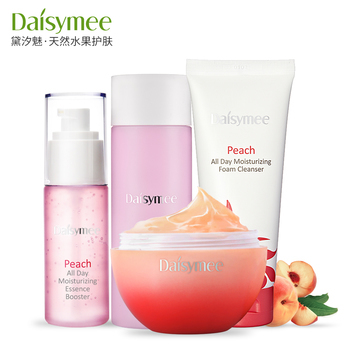 Daisymee
黛汐魅·天然水果护肤
Daisymee
Peach
All Day Moisturizing
Foam Cleanser
Daisymee
Peach
All Day
Moisturizing
Essence
Booster
Daisymee